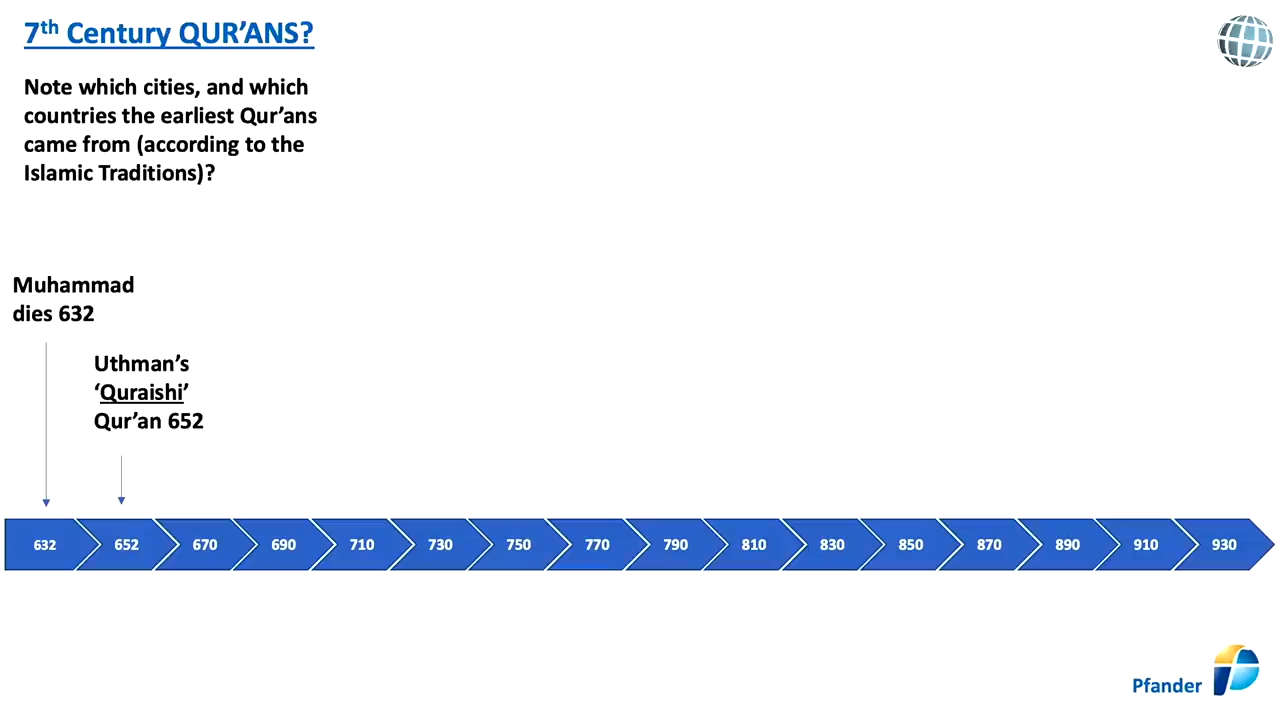 7th Century QUR’ANS?
Note which cities, and which
countries the earliest Qur’ans
came from (according to the
Islamic Traditions)?
Muhammad
dies 632
Uthman’s
‘Quraishi’
Qur’an 652
632 652 670 690 710 730 750 770 790 810 830 850 870 890 910 930
Pfander